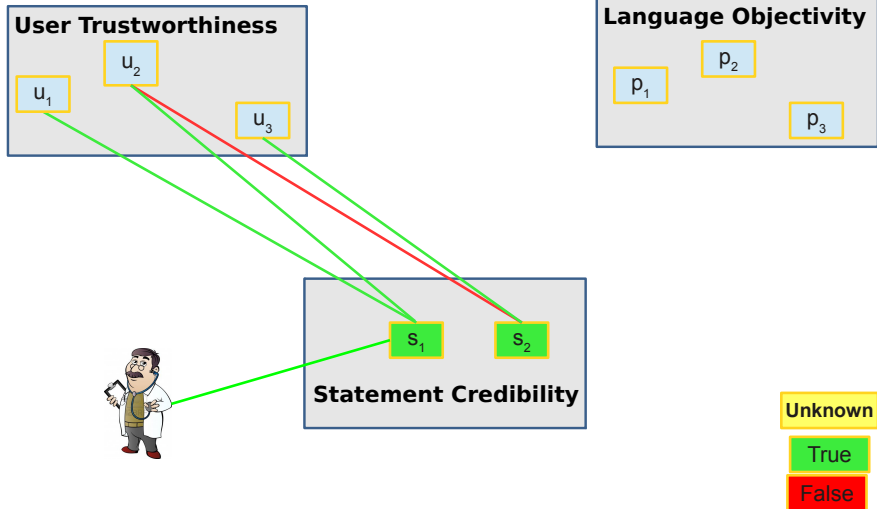 User Trustworthiness
u1
u2
u3
Language Objectivity
p1
p2
p3
s1
s2
Statement Credibility
Unknown
True
False